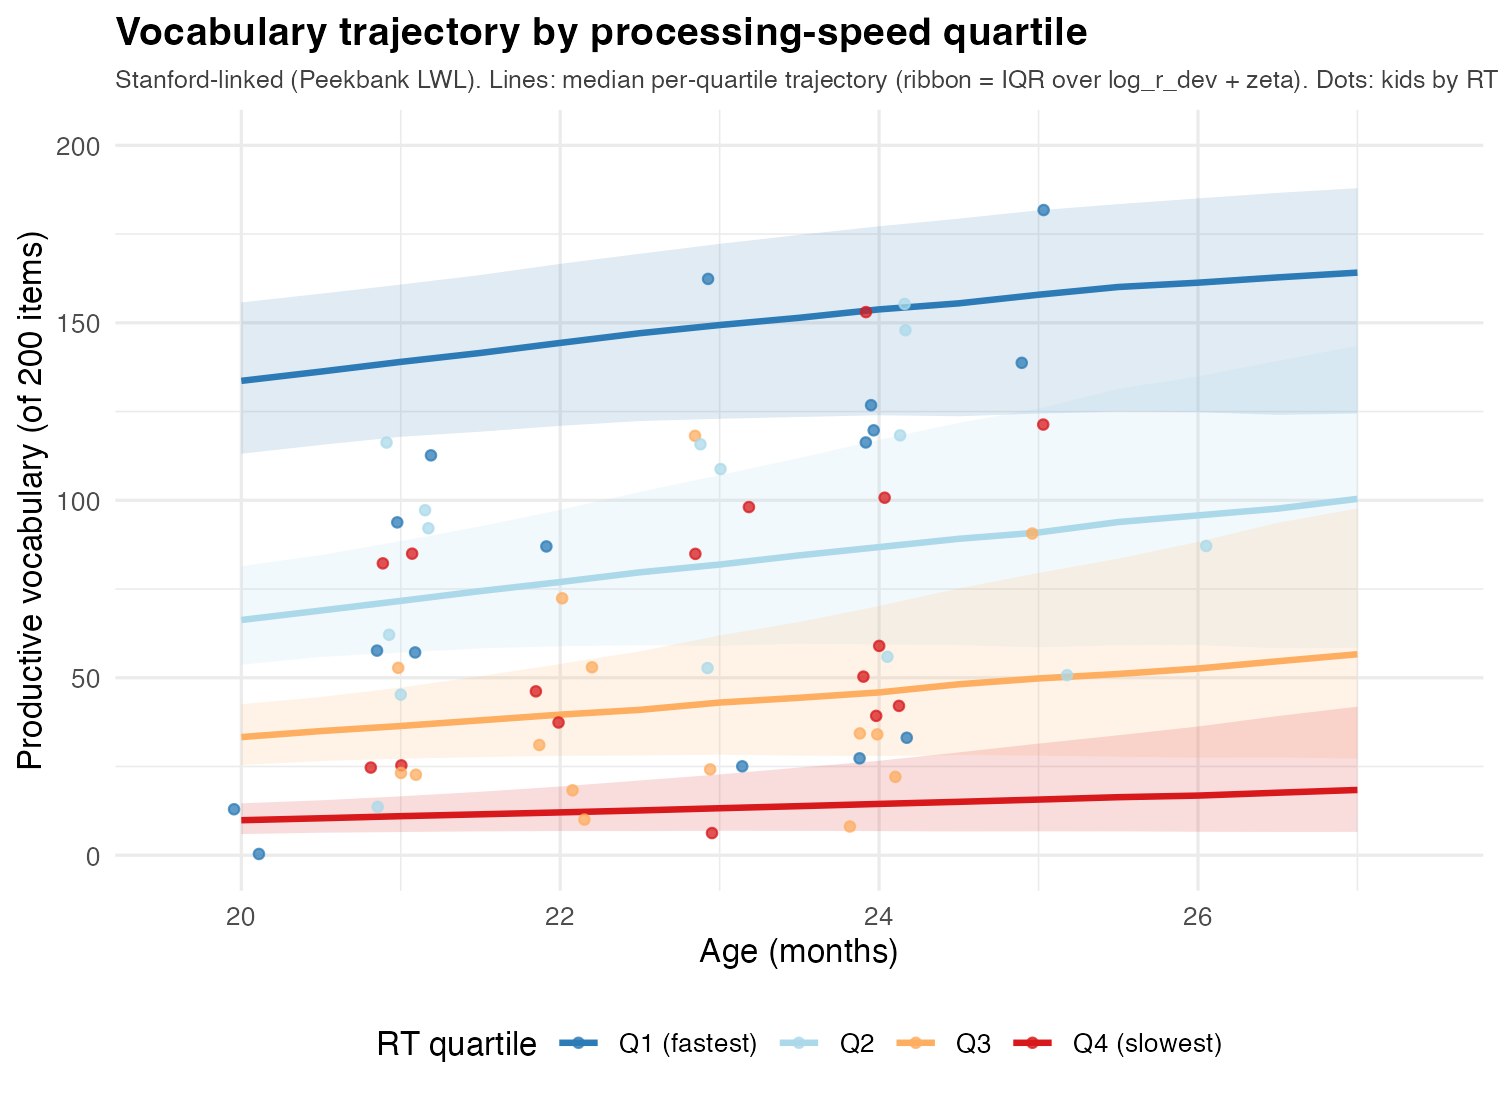 Vocabulary trajectory by processing-speed quartile
Stanford-linked (Peekbank LWL). Lines: median per-quartile trajectory (ribbon = IQR over log_r_dev + zeta). Dots: kids by RT
Productive vocabulary (of 200 items)
200
150
100
50
0
20 22 24 26
Age (months)
RT quartile Q1 (fastest) Q2 Q3 Q4 (slowest)